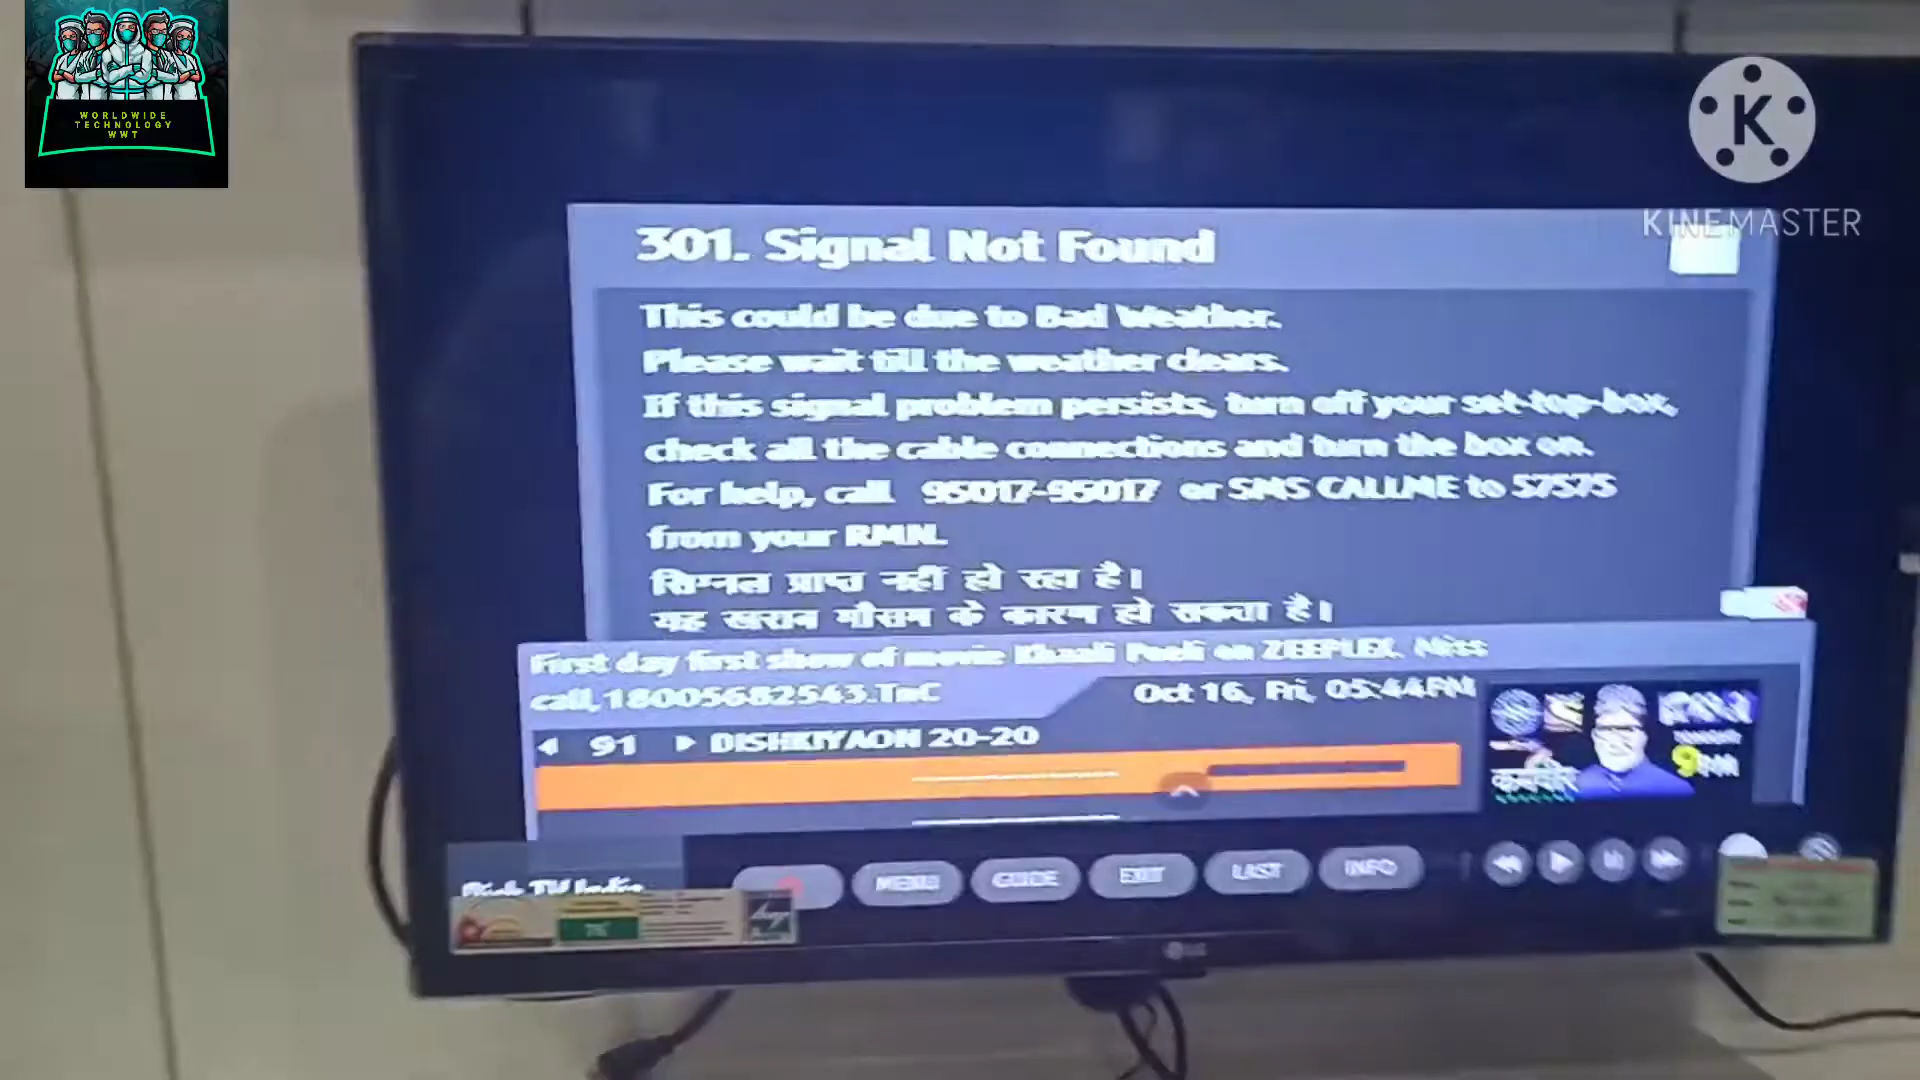 WORLDWIDE
TECHNOLOGY
WWT
K
KINEMASTER
301. Signal Not Found
This could be due to Bad Weather.
Please wait till the weather clears.
If this signal problem persists, turn off your set-top-box,
check all the cable connections and turn the box on.
For help, call 95017-95017 or SMS CALLME to 57575
from your RMN.
सिग्नल प्राप्त नहीं हो रहा है।
यह खराब मौसम के कारण हो सकता है।
First day first show of movie Khaali Peeli on ZEEPLEX. Miss
call,18005682543.TnC
Oct 16, Fri, 05:44PM
91 DISHKIYAON 20-20
9PM
MENU
GUIDE
EXIT
LAST
INFO
LG